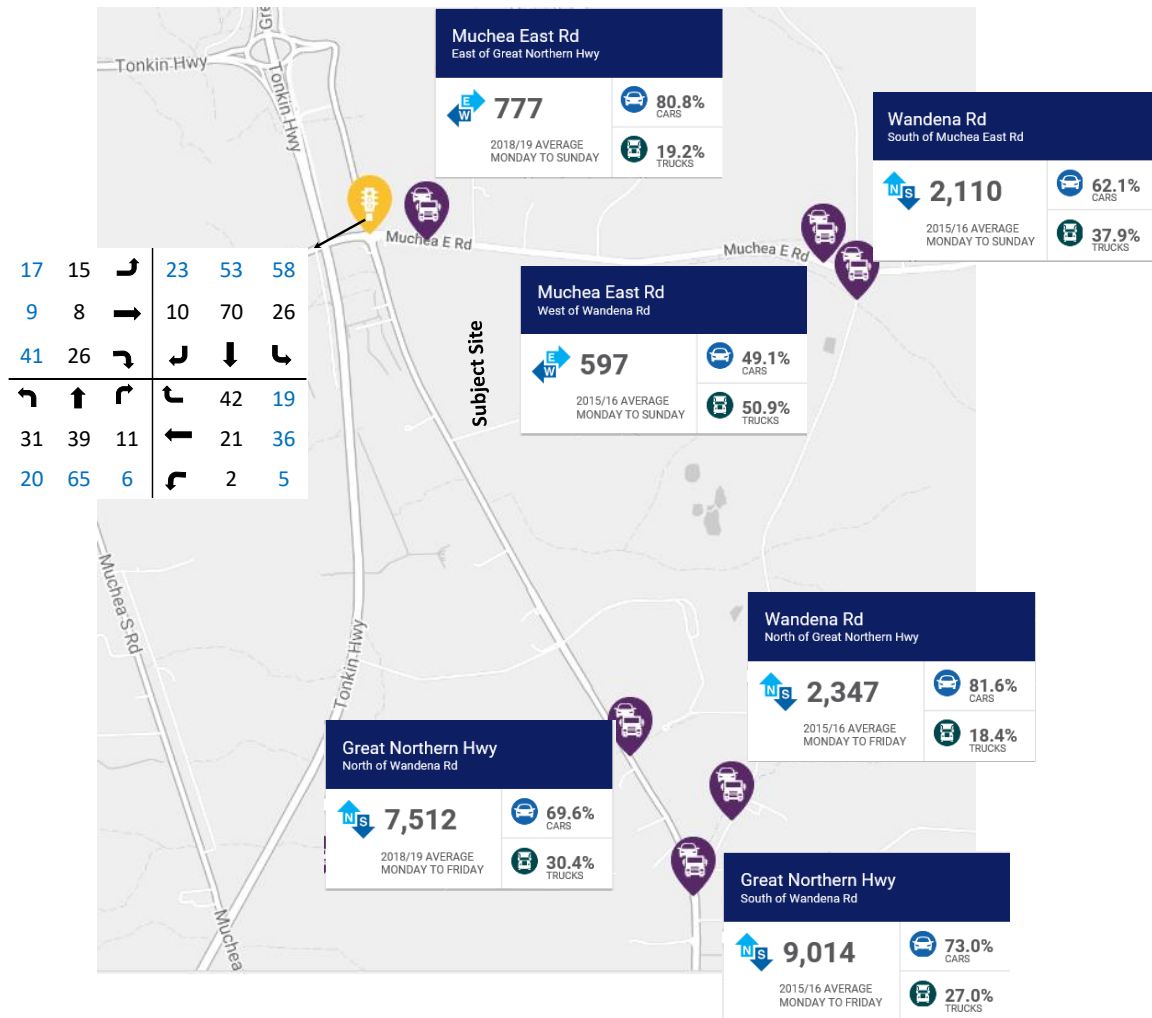 Gre
Tonkin Hwy
Tonkin Hwy
Muchea East Rd
East of Great Northern Hwy
777
2018/19 AVERAGE
MONDAY TO SUNDAY
80.8%
CARS
19.2%
TRUCKS
Wandena Rd
South of Muchea East Rd
N S
2,110
2015/16 AVERAGE
MONDAY TO SUNDAY
62.1%
CARS
37.9%
TRUCKS
E
W
Muchea E Rd
Muchea E Rd
17 15 23 53 58
9 8 10 70 26
41 26
42 19
31 39 11 21 36
20 65 6 2 5
Subject Site
Muchea East Rd
West of Wandena Rd
E
W
597
2015/16 AVERAGE
MONDAY TO SUNDAY
49.1%
CARS
50.9%
TRUCKS
Muchea S Rd
Tonkin Hwy
Wandena Rd
North of Great Northern Hwy
N S
2,347
2015/16 AVERAGE
MONDAY TO FRIDAY
81.6%
CARS
18.4%
TRUCKS
Great Northern Hwy
North of Wandena Rd
N S
7,512
2018/19 AVERAGE
MONDAY TO FRIDAY
69.6%
CARS
30.4%
TRUCKS
Great Northern Hwy
South of Wandena Rd
N S
9,014
2015/16 AVERAGE
MONDAY TO FRIDAY
73.0%
CARS
27.0%
TRUCKS
Muchea